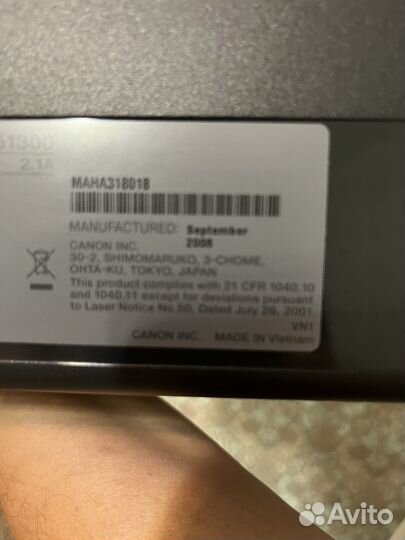 51300
2.1A
MAHA318918
MANUFACTURED: September
2008
CANON INC.
30-2, SHIMOMARUKO, 3-CHOME,
OHTA-KU, TOKYO, JAPAN
This product complies with 21 CFR 1040.10
and 1040.11 except for deviations pursuant
to Laser Notice No.50, Dated July 26, 2001
VN1
CANON INC. MADE IN Vietnam
Avito